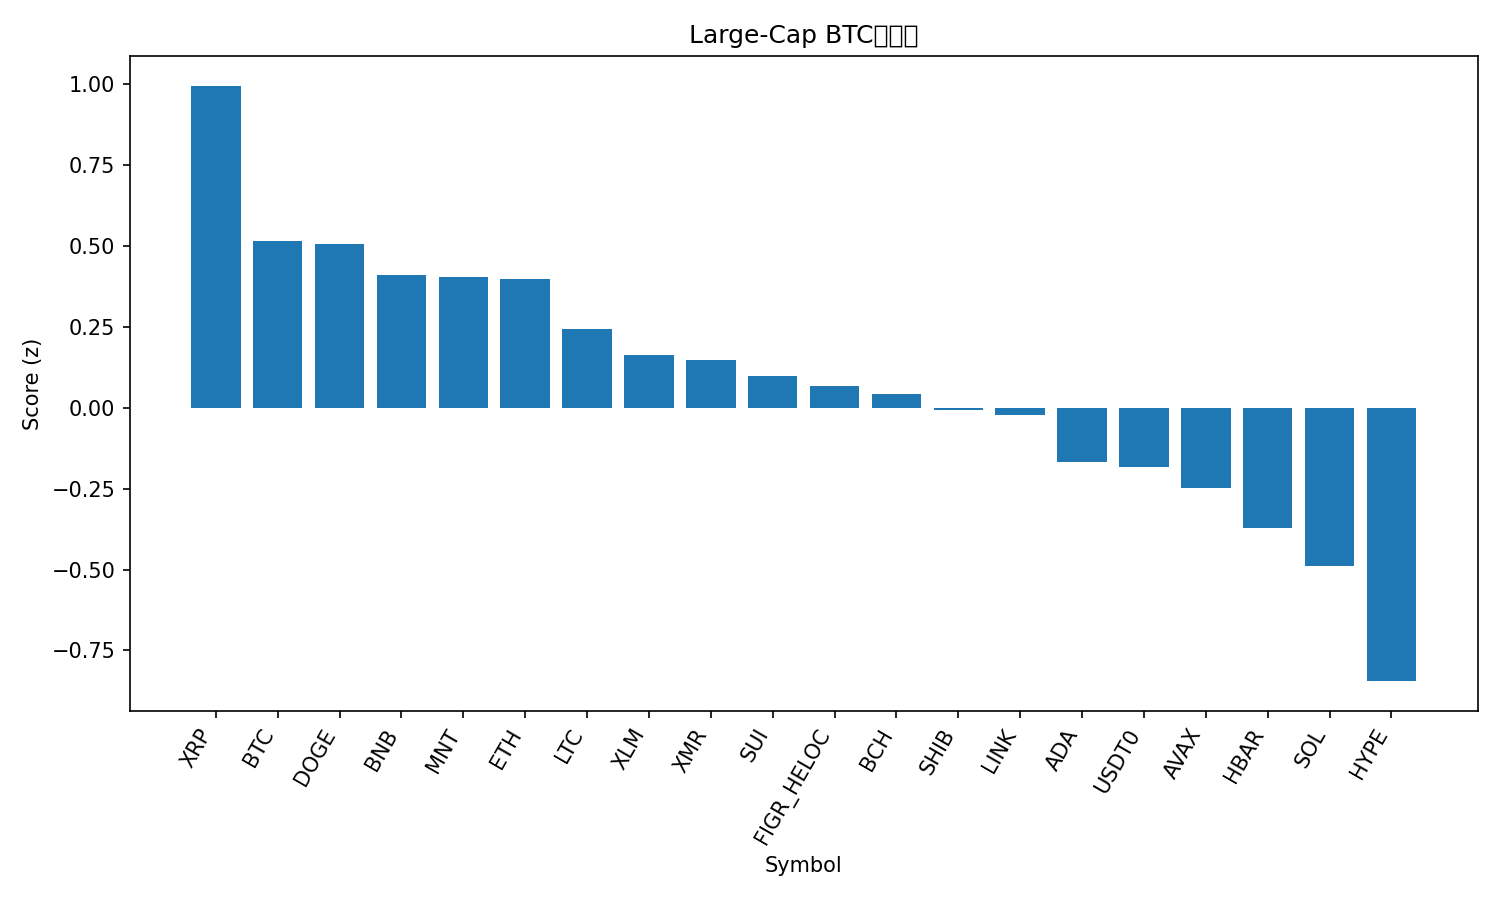 Large-Cap BTC
1.00
0.75
0.50
0.25
0.00
−0.25
−0.50
−0.75
Score (z)
XRP
BTC
DOGE
BNB
MNT
ETH
LTC
XLM
XMR
SUI
FIGR_HELOC
BCH
SHIB
LINK
ADA
USDT0
AVAX
HBAR
SOL
HYPE
Symbol